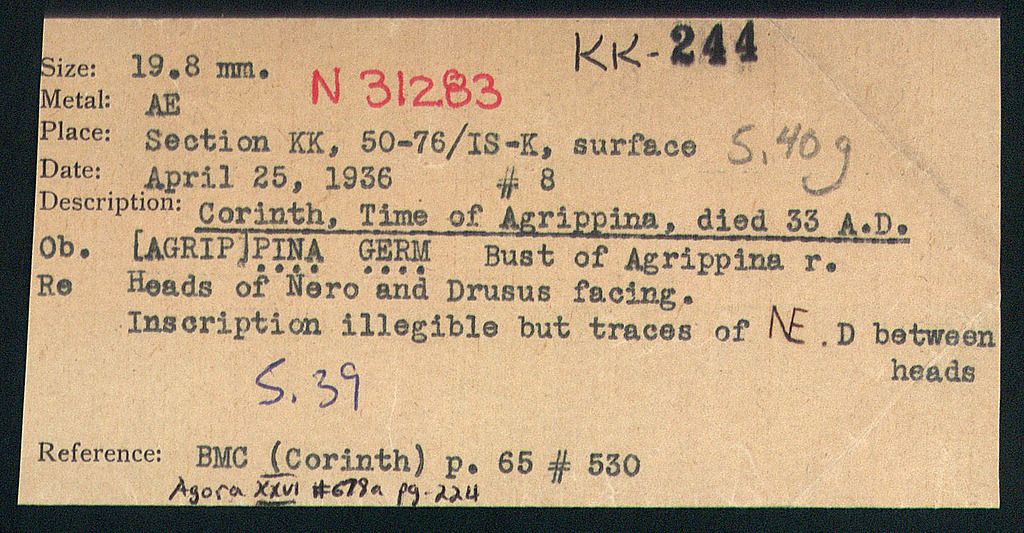 KK-244
Size: 19.8 mm.
N 31283
Metal: AE
Place: Section KK, 50-76/IS-K, surface 5.40g
Date: April 25, 1936 # 8
Description: Corinth, Time of Agrippina, died 33 A.D.
Ob. [AGRIP]PINA GERM Bust of Agrippina r.
Re Heads of Nero and Drusus facing.
Inscription illegible but traces of NE . D between
heads
5.39
Reference: BMC (Corinth) p. 65 # 530
Agora XXVI #678a pg-224